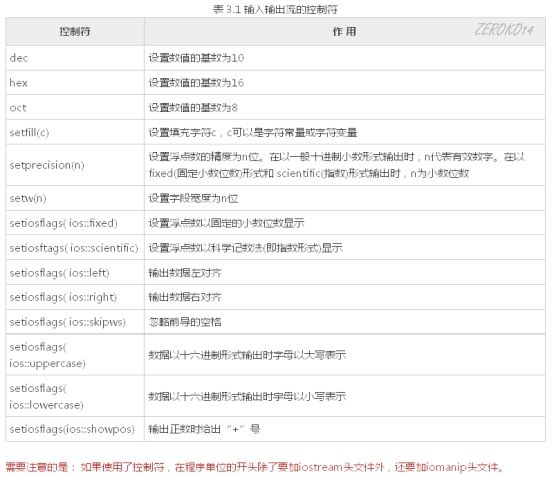 表 3.1 输入输出流的控制符
控制符 作 用
ZEROKO14
dec 设置数值的基数为10
hex 设置数值的基数为16
oct 设置数值的基数为8
setfill(c) 设置填充字符c，c可以是字符常量或字符变量
setprecision(n) 设置浮点数的精度为n位。在以一般十进制小数形式输出时，n代表有效数字。在以
fixed(固定小数位数)形式和 scientific(指数)形式输出时，n为小数位数
setw(n) 设置字段宽度为n位
setiosflags( ios::fixed) 设置浮点数以固定的小数位数显示
setiosftags( ios::scientific) 设置浮点数以科学记数法(即指数形式)显示
setiosflags( ios::left) 输出数据左对齐
setiosflags( ios::right) 输出数据右对齐
setiosflags( ios::skipws) 忽略前导的空格
setiosflags(
ios::uppercase) 数据以十六进制形式输出时字母以大写表示
setiosflags(
ios::lowercase) 数据以十六进制形式输出时字母以小写表示
setiosflags(ios::showpos) 输出正数时给出“+”号
需要注意的是： 如果使用了控制符，在程序单位的开头除了要加iostream头文件外，还要加iomanip头文件。